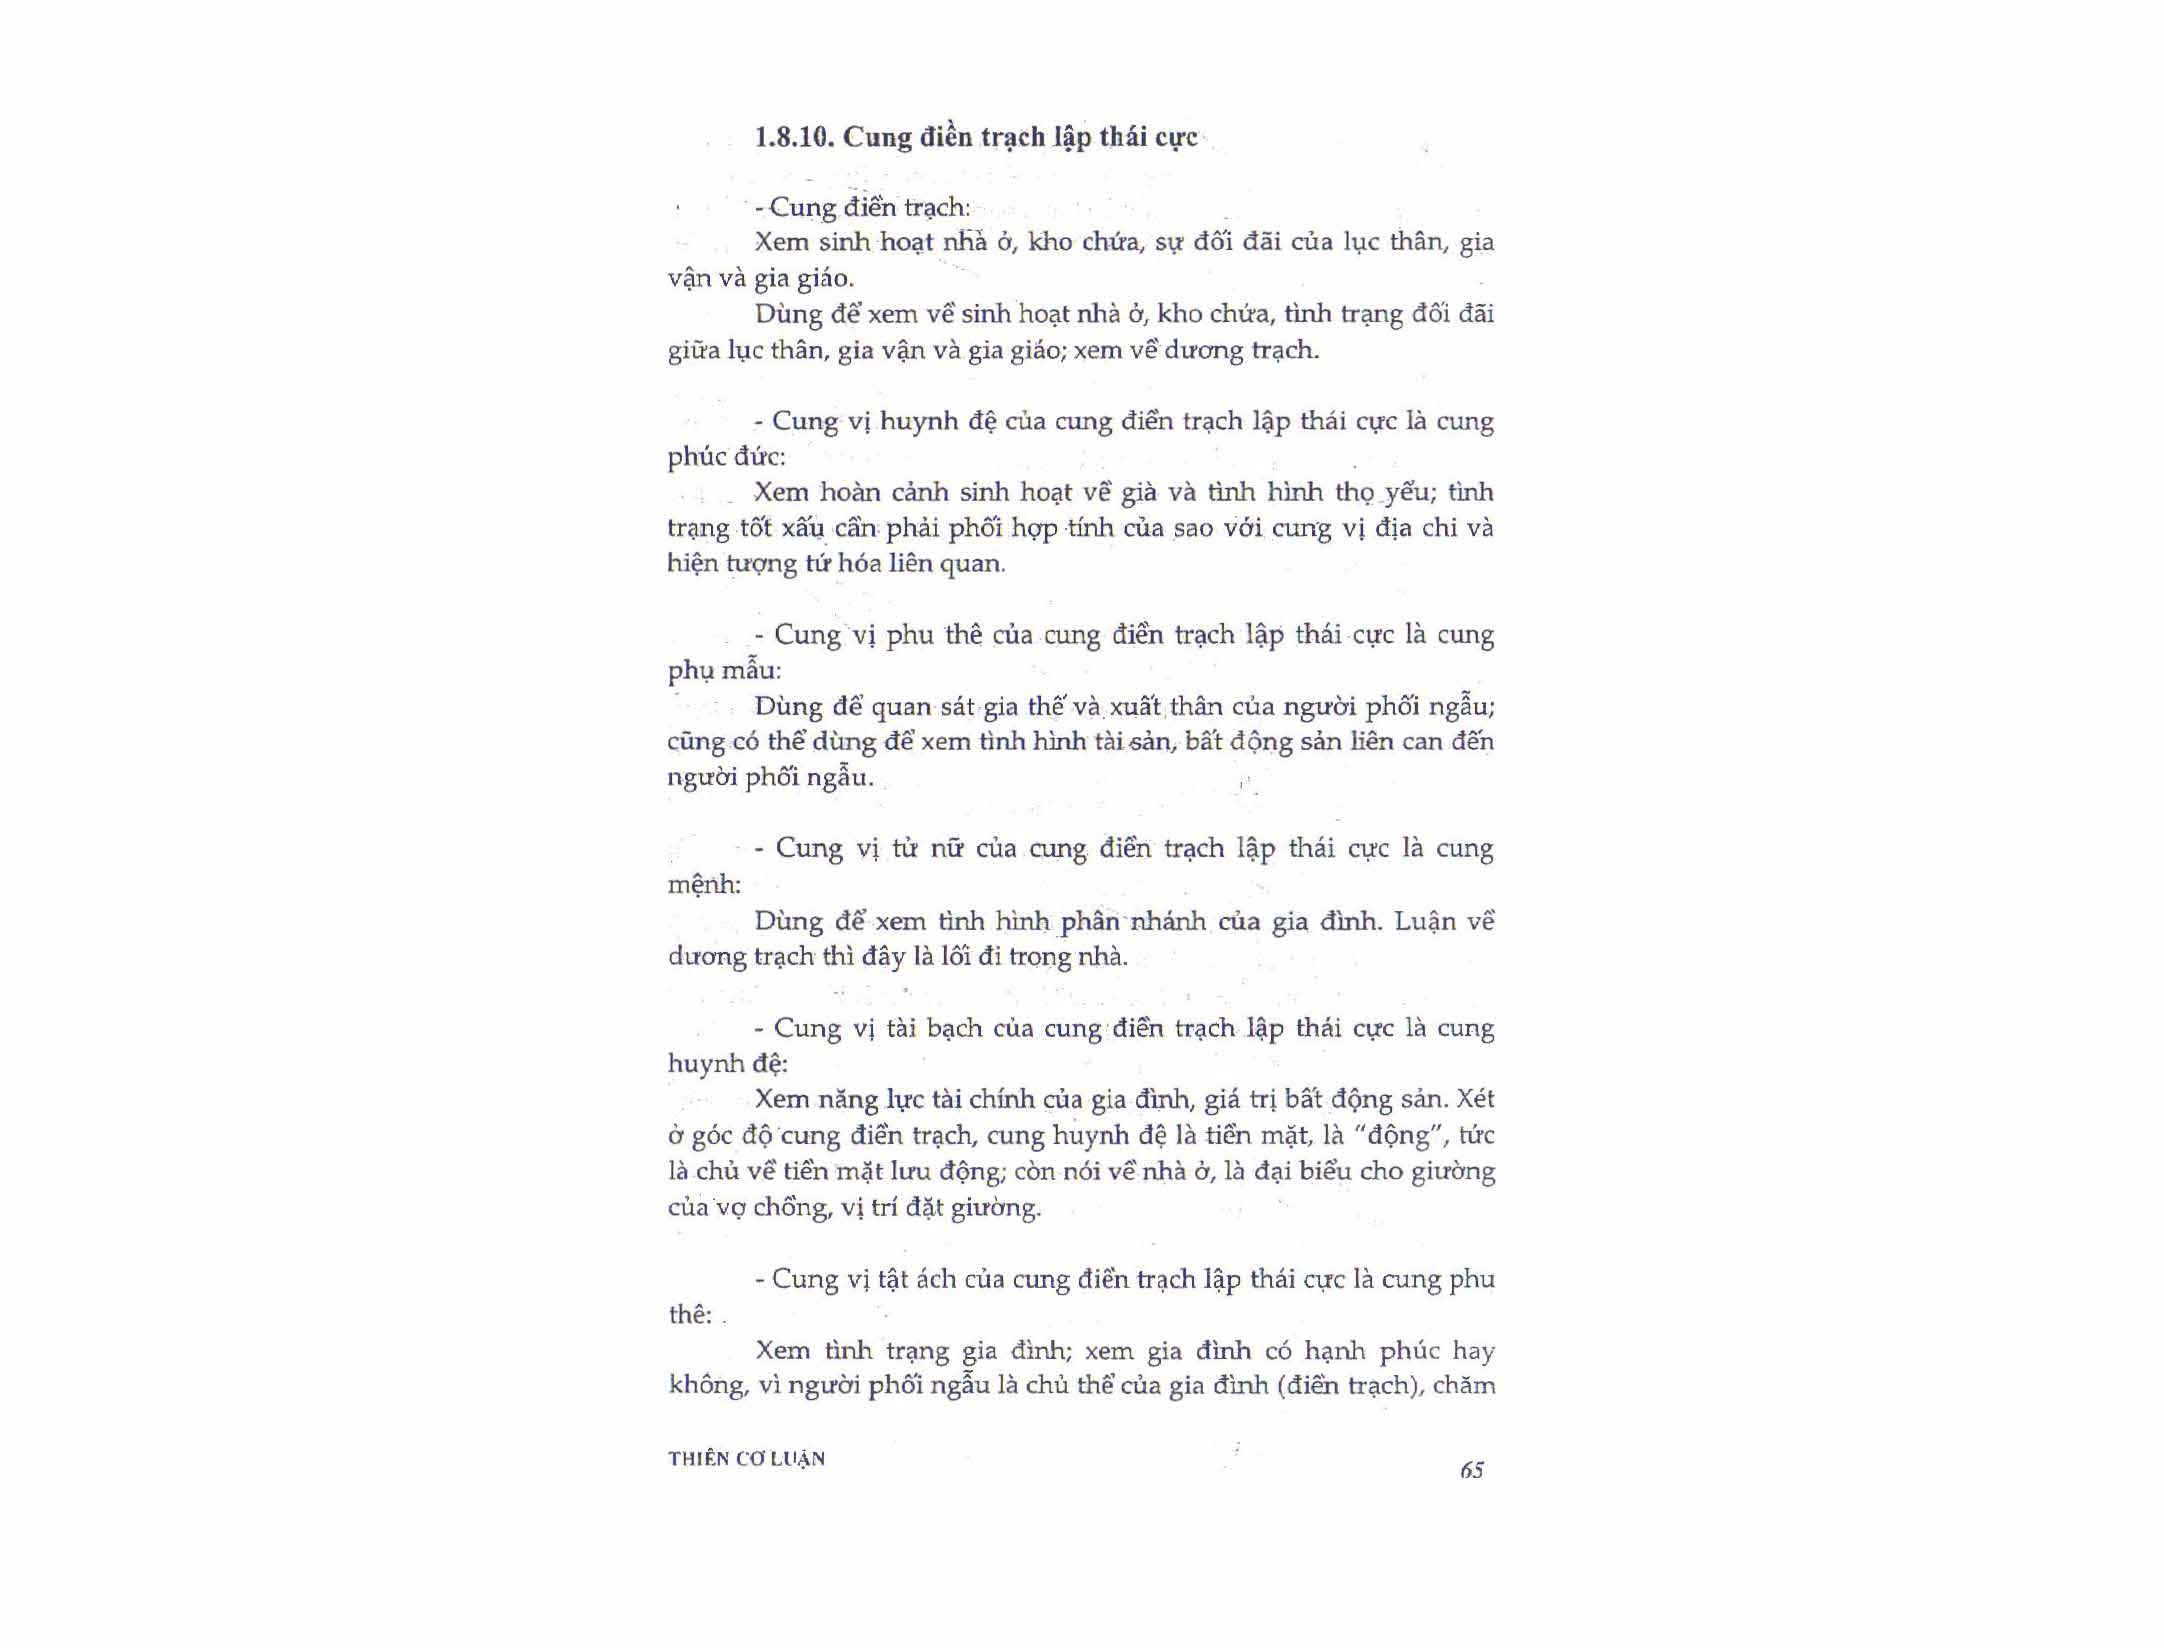 1.8.10. Cung điền trạch lập thái cực
- Cung điền trạch:
Xem sinh hoạt nhà ở, kho chứa, sự đối đãi của lục thân, gia
vận và gia giáo.
Dùng để xem về sinh hoạt nhà ở, kho chứa, tình trạng đối đãi
giữa lục thân, gia vận và gia giáo; xem về dương trạch.
- Cung vị huynh đệ của cung điền trạch lập thái cực là cung
phúc đức:
Xem hoàn cảnh sinh hoạt về già và tình hình thọ yểu; tình
trạng tốt xấu cần phải phối hợp tính của sao với cung vị địa chi và
hiện tượng tứ hóa liên quan.
- Cung vị phu thê của cung điền trạch lập thái cực là cung
phụ mẫu:
Dùng để quan sát gia thế và xuất thân của người phối ngẫu;
cũng có thể dùng để xem tình hình tài sản, bất động sản liên can đến
người phối ngẫu.
- Cung vị tử nữ của cung điền trạch lập thái cực là cung
mệnh:
Dùng để xem tình hình phân nhánh của gia đình. Luận về
dương trạch thì đây là lối đi trong nhà.
- Cung vị tài bạch của cung điền trạch lập thái cực là cung
huynh đệ:
Xem năng lực tài chính của gia đình, giá trị bất động sản. Xét
ở góc độ cung điền trạch, cung huynh đệ là tiền mặt, là "động", tức
là chủ về tiền mặt lưu động; còn nói về nhà ở, là đại biểu cho giường
của vợ chồng, vị trí đặt giường.
- Cung vị tật ách của cung điền trạch lập thái cực là cung phu
thê:
Xem tình trạng gia đình; xem gia đình có hạnh phúc hay
không, vì người phối ngẫu là chủ thể của gia đình (điền trạch), chăm
THIÊN CƠ LUẬN
65